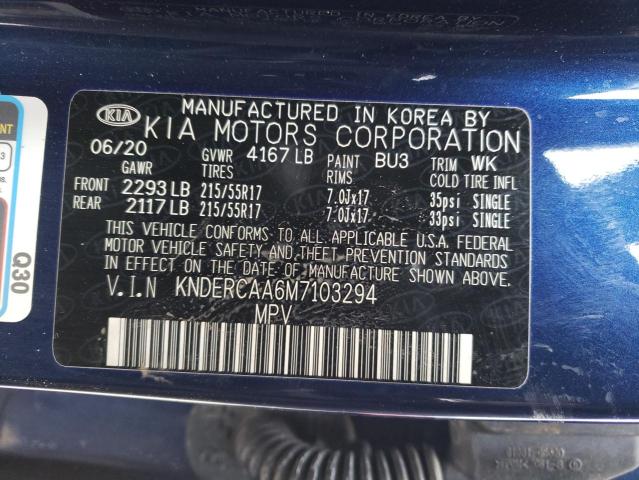 KIA MANUFACTURED IN KOREA BY
KIA MOTORS CORPORATION
06/20 GVWR 4167 LB PAINT BU3 TRIM WK
GAWR TIRES RIMS COLD TIRE INFL
FRONT 2293 LB 215/55R17 7.0JX17 35psi SINGLE
REAR 2117 LB 215/55R17 7.0JX17 33psi SINGLE
THIS VEHICLE CONFORMS TO ALL APPLICABLE U.S.A. FEDERAL
MOTOR VEHICLE SAFETY AND THEFT PREVENTION STANDARDS
IN EFFECT ON THE DATE OF MANUFACTURE SHOWN ABOVE.
V.I.N KNDERCAA6M7103294
MPV
Q30